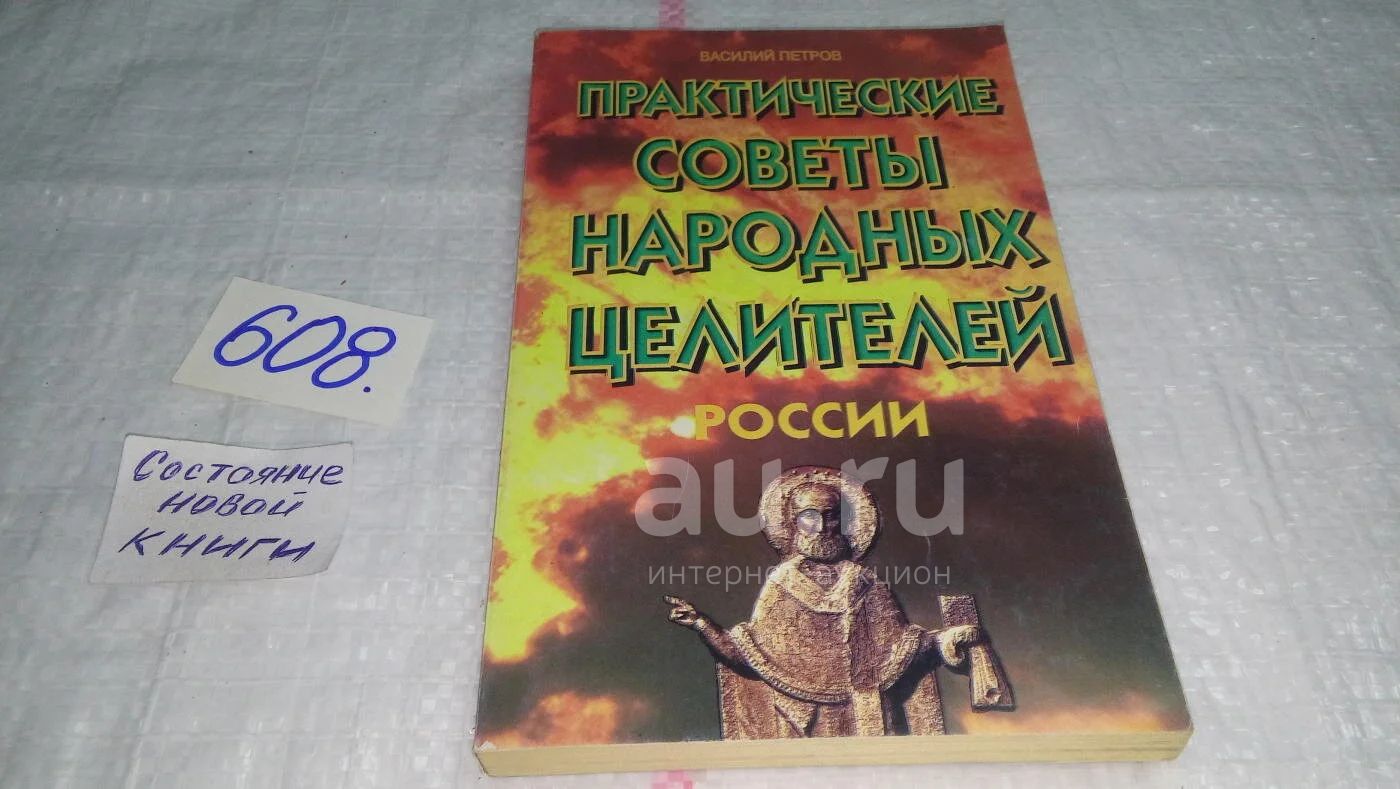 ВАСИЛИЙ ПЕТРОВ
ПРАКТИЧЕСКИЕ
СОВЕТЫ
НАРОДНЫХ
ЦЕЛИТЕЛЕЙ
РОССИИ
608.
Состояние
новой
книги
au.ru
интернет-аукцион